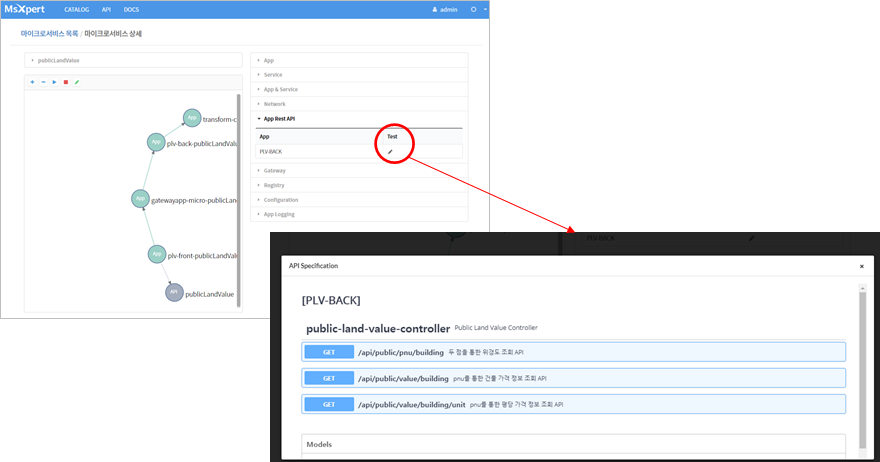 MsXpert CATALOG API DOCS admin
마이크로서비스 목록 / 마이크로서비스 상세
publicLandValue
App
transform-c
App
plv-back-publicLandValu
App
gatewayapp-micro-publicLan
App
plv-front-publicLandValu
API
publicLandValue
App
Service
App & Service
Network
App Rest API
App Test
PLV-BACK
Gateway
Registry
Configuration
App Logging
PLV-BACK
API Specification ×
[PLV-BACK]
public-land-value-controller Public Land Value Controller
GET /api/public/pnu/building 두 점을 통한 위경도 조회 API
GET /api/public/value/building pnu를 통한 건물 가격 정보 조회 API
GET /api/public/value/building/unit pnu를 통한 평당 가격 정보 조회 API
Models